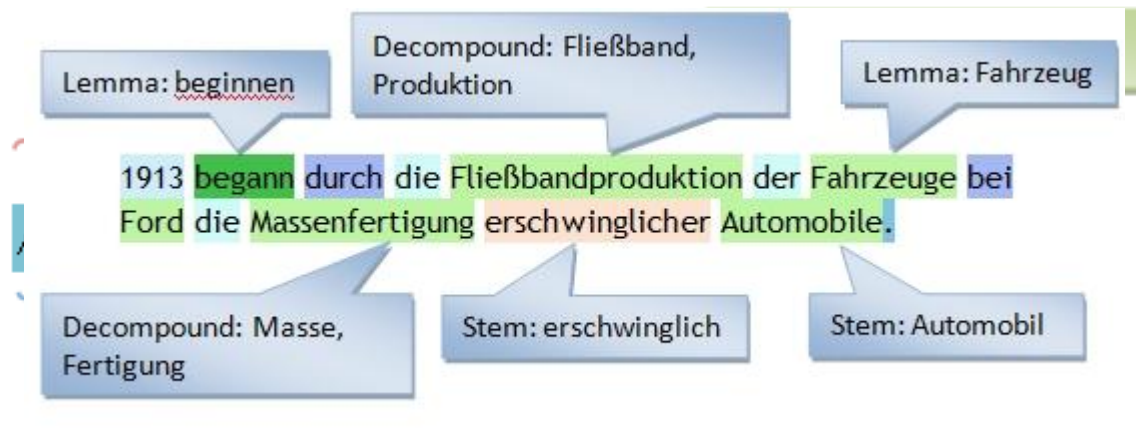 Decompound: Fließband,
Produktion
Lemma: beginnen
Lemma: Fahrzeug
1913 begann durch die Fließbandproduktion der Fahrzeuge bei
Ford die Massenfertigung erschwinglicher Automobile.
Decompound: Masse,
Fertigung
Stem: erschwinglich
Stem: Automobil